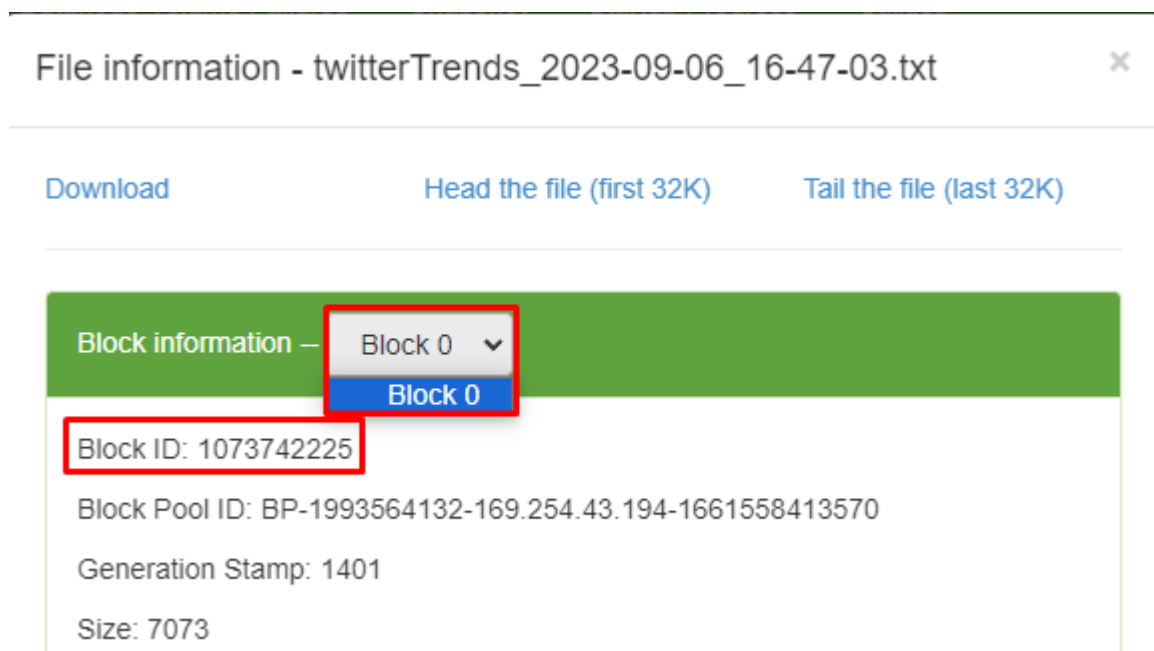 File information - twitterTrends_2023-09-06_16-47-03.txt ×
Download Head the file (first 32K) Tail the file (last 32K)
Block information -- Block 0
Block 0
Block ID: 1073742225
Block Pool ID: BP-1993564132-169.254.43.194-1661558413570
Generation Stamp: 1401
Size: 7073